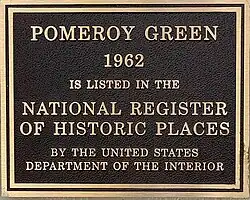 POMEROY GREEN
1962
IS LISTED IN THE
NATIONAL REGISTER
OF HISTORIC PLACES
BY THE UNITED STATES
DEPARTMENT OF THE INTERIOR